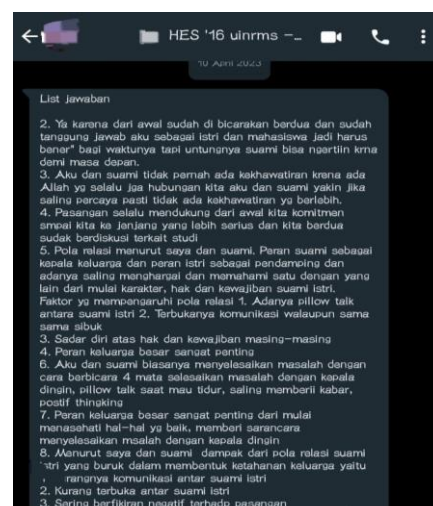 HES '16 uinrms -_
10 April 2023
List jawaban
2. Ya karena dari awal sudah di bicarakan berdua dan sudah
tanggung jawab aku sebagai istri dan mahasiswa jadi harus
bener" bagi waktunya tapi untungnya suami bisa ngertiin krna
demi masa depan.
3. Aku dan suami tidak pernah ada kekhawatiran krena ada
Allah yg selalu jga hubungan kita aku dan suami yakin jika
saling percaya pasti tidak ada kekhawatiran yg berlebih.
4. Pasangan selalu mendukung dari awal kita komitmen
smpai kita ke jenjang yang lebih serius dan kita berdua
sudak berdiskusi terkait studi
5. Pola relasi menurut saya dan suami. Peran suami sebagai
kepala keluarga dan peran istri sebagai pendamping dan
adanya saling menghargai dan memahami satu dengan yang
lain dari mulai karakter, hak dan kewajiban suami istri.
Faktor yg mempengaruhi pola relasi 1. Adanya pillow talk
antara suami istri 2. Terbukanya komunikasi walaupun sama
sama sibuk
3. Sadar diri atas hak dan kewajiban masing-masing
4. Peran keluarga besar sangat penting
6. Aku dan suami biasanya menyelesaikan masalah dengan
cara berbicara 4 mata selesaikan masalah dengan kepala
dingin, pillow talk saat mau tidur, saling memberii kabar,
postif thingking
7. Peran keluarga besar sangat penting dari mulai
menasehati hal-hal yg baik, memberi sarancara
menyelesaikan msalah dengan kepala dingin
8. Menurut saya dan suami dampak dari pola relasi suami
istri yang buruk dalam membentuk ketahanan keluarga yaitu
rangnya komunikasi antar suami istri
2. Kurang terbuka antar suami istri
3. Sering berfikiran negatif terhadp pasangan